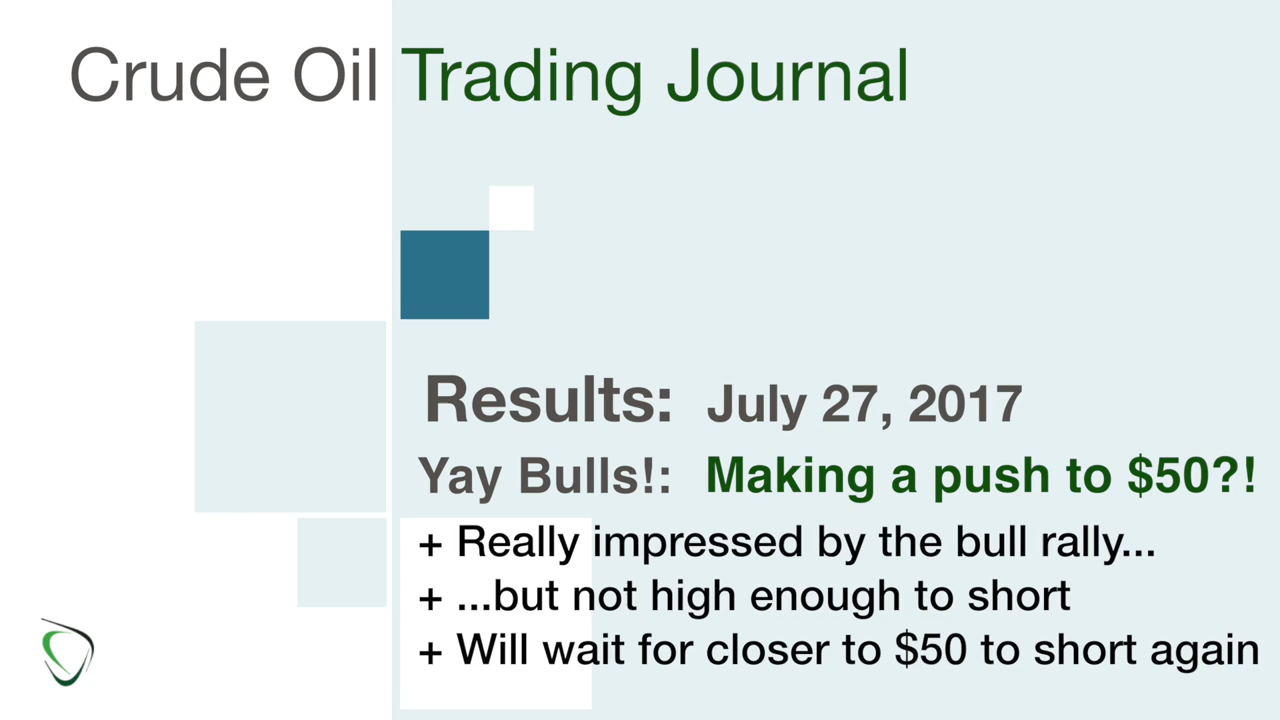 Crude Oil Trading Journal
Results: July 27, 2017
Yay Bulls!: Making a push to $50?!
+ Really impressed by the bull rally...
+ ...but not high enough to short
+ Will wait for closer to $50 to short again